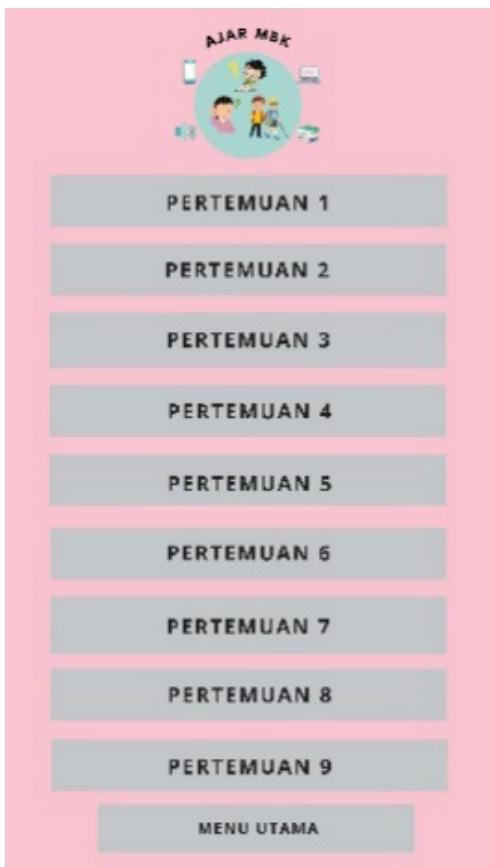 AJAR MBK
PERTEMUAN 1
PERTEMUAN 2
PERTEMUAN 3
PERTEMUAN 4
PERTEMUAN 5
PERTEMUAN 6
PERTEMUAN 7
PERTEMUAN 8
PERTEMUAN 9
MENU UTAMA